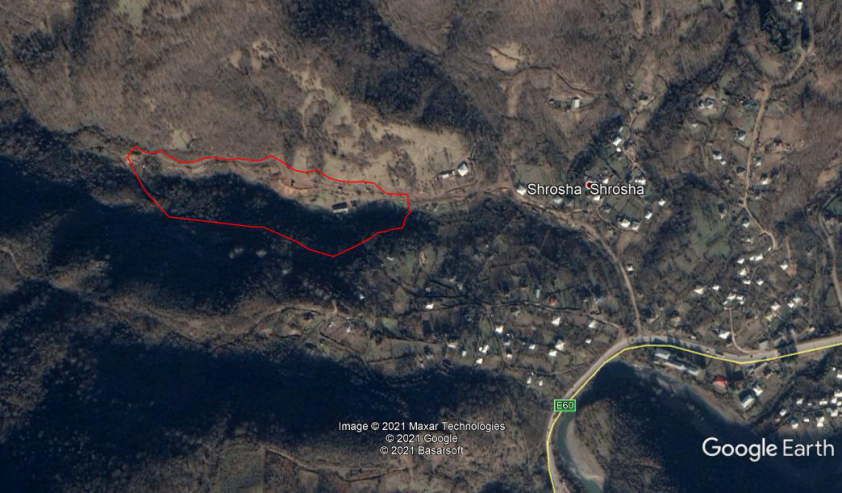 Shrosha Shrosha
E60
Image © 2021 Maxar Technologies
© 2021 Google
© 2021 Basarsoft
Google Earth